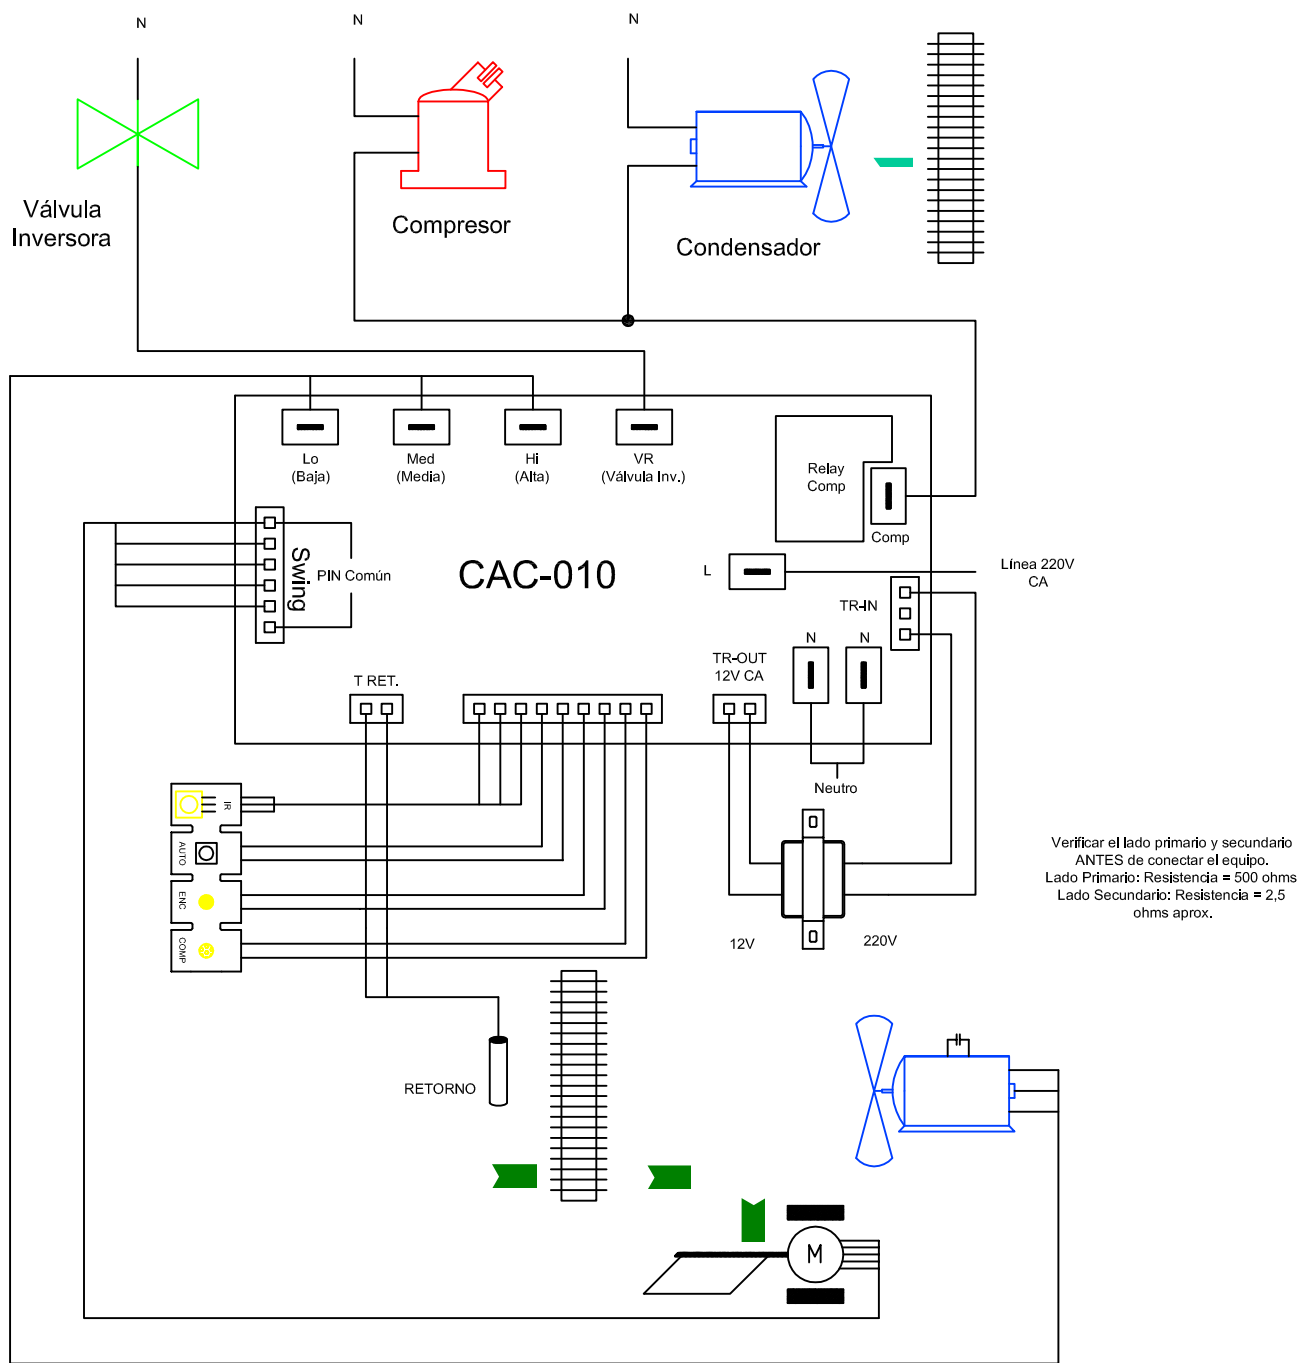 N
N
N
Válvula
Inversora
Compresor
Condensador
Lo
(Baja)
Med
(Media)
Hi
(Alta)
VR
(Válvula Inv.)
Relay
Comp
Comp
Swing
PIN Común
CAC-010
L
Línea 220V
CA
TR-IN
N
N
TR-OUT
12V CA
T RET.
Neutro
IR
AUTO
ENC
COMP
12V
220V
Verificar el lado primario y secundario
ANTES de conectar el equipo.
Lado Primario: Resistencia = 500 ohms
Lado Secundario: Resistencia = 2,5
ohms aprox.
RETORNO
M